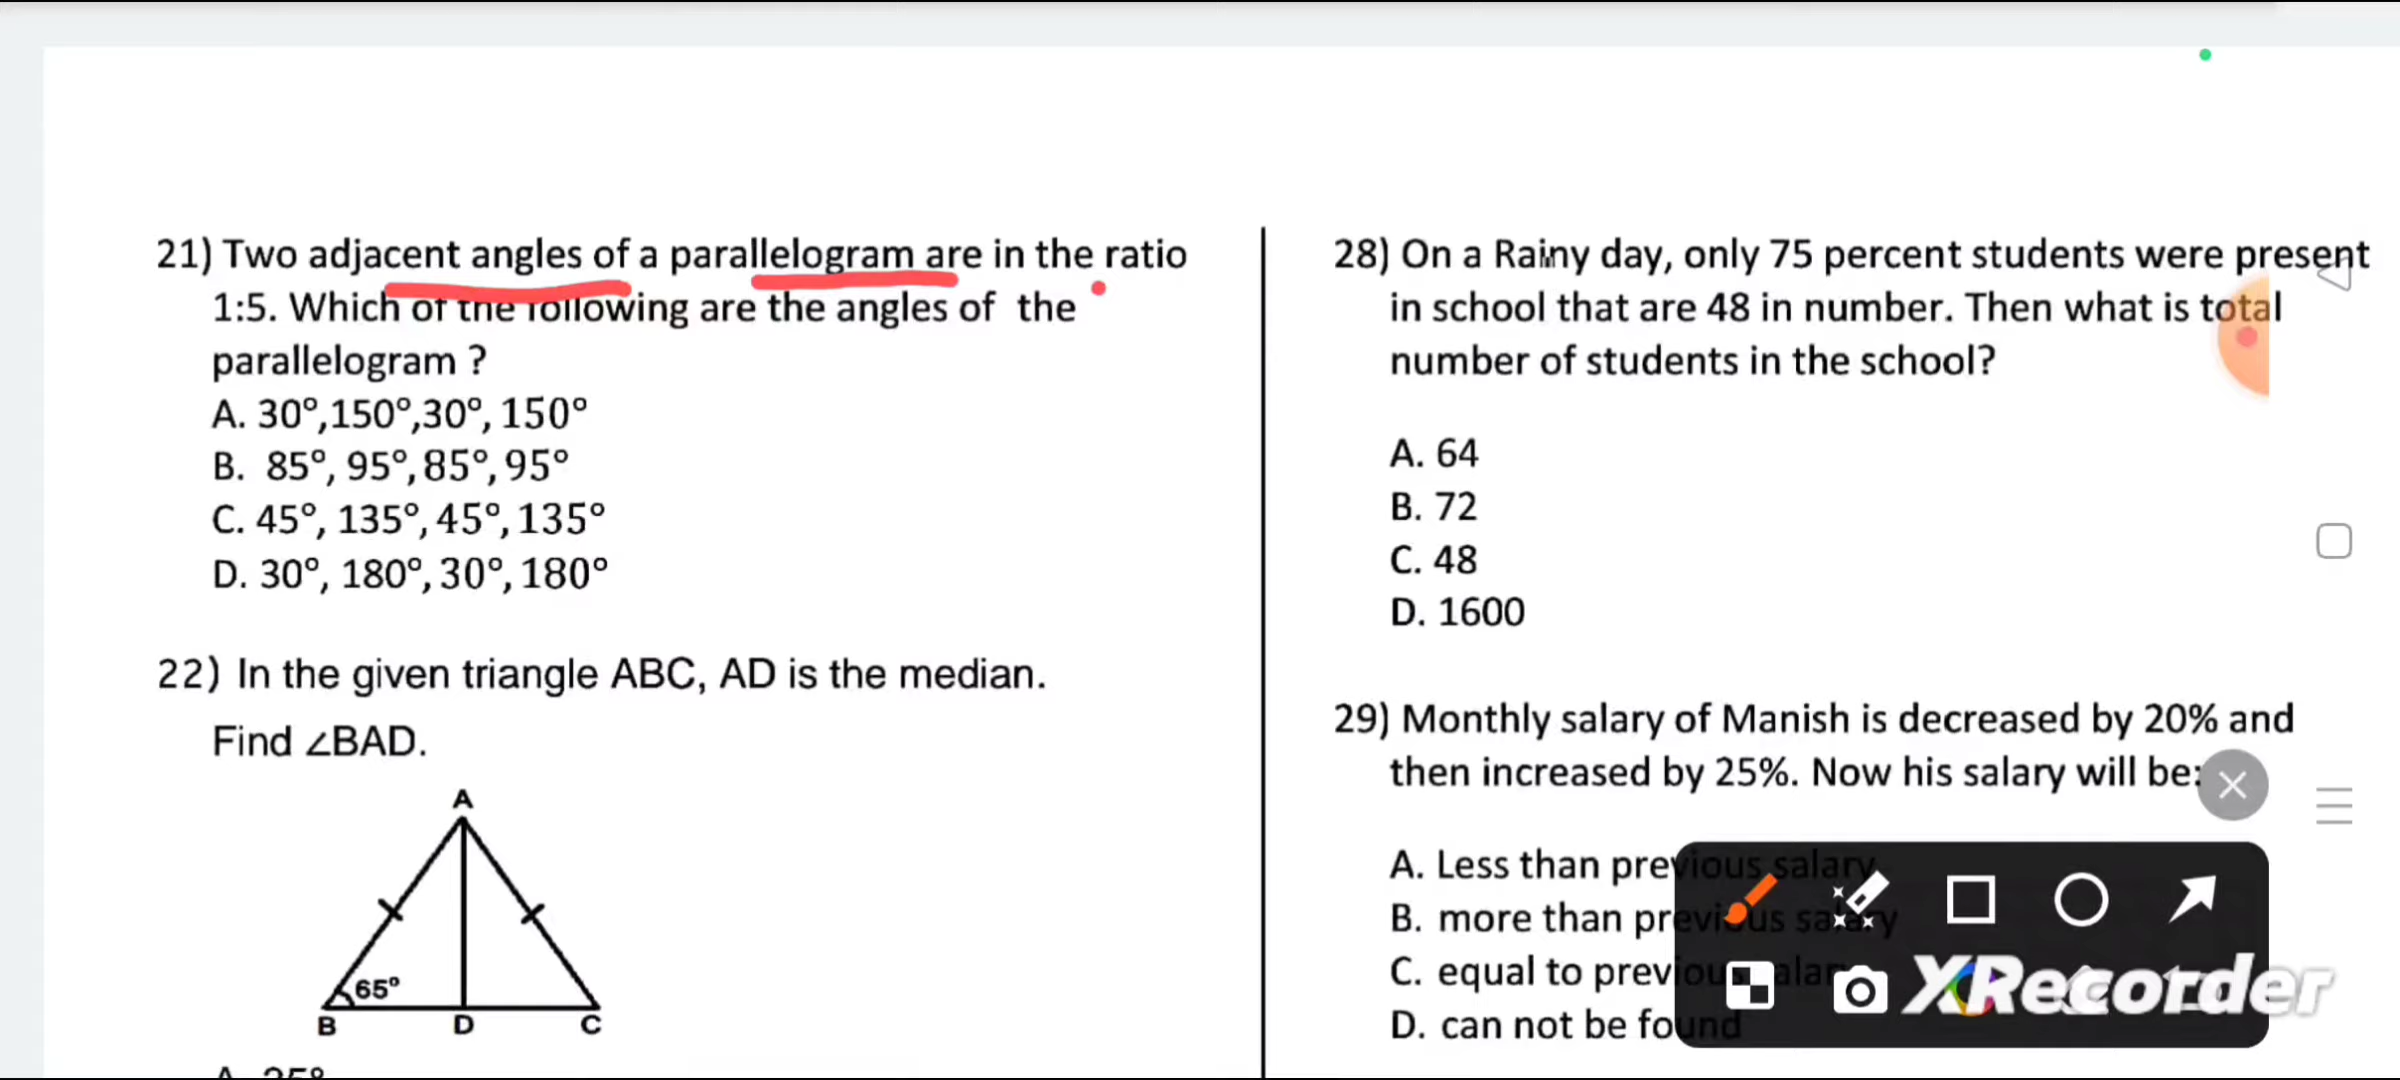 21) Two adjacent angles of a parallelogram are in the ratio
1:5. Which of the following are the angles of the
parallelogram ?
A. 30°,150°,30°, 150°
B. 85°, 95°,85°,95°
C. 45°, 135°,45°,135°
D. 30°, 180°,30°,180°
22) In the given triangle ABC, AD is the median.
Find ∠BAD.
A
65°
B D C
28) On a Rainy day, only 75 percent students were present
in school that are 48 in number. Then what is total
number of students in the school?
A. 64
B. 72
C. 48
D. 1600
29) Monthly salary of Manish is decreased by 20% and
then increased by 25%. Now his salary will be:
A. Less than previous salary
B. more than previous salary
C. equal to previous salary
D. can not be found
XRecorder